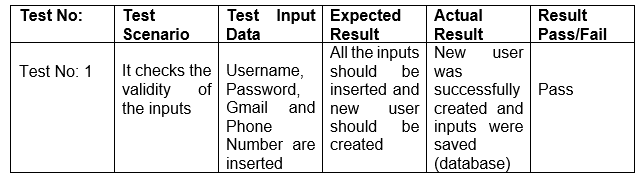 Test No:
Test
Scenario
Test Input
Data
Expected
Result
Actual
Result
Result
Pass/Fail
Test No: 1
It checks the
validity of
the inputs
Username,
Password,
Gmail and
Phone
Number are
inserted
All the inputs
should be
inserted and
new user
should be
created
New user
was
successfully
created and
inputs were
saved
(database)
Pass